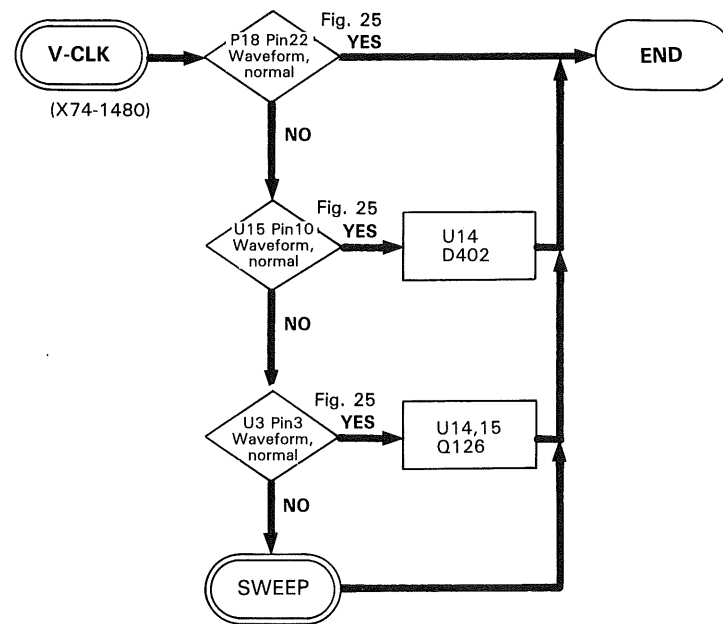 V-CLK
(X74-1480)
P18 Pin22
Waveform,
normal
Fig. 25
YES
END
NO
U15 Pin10
Waveform,
normal
Fig. 25
YES
U14
D402
NO
U3 Pin3
Waveform,
normal
Fig. 25
YES
U14,15
Q126
NO
SWEEP